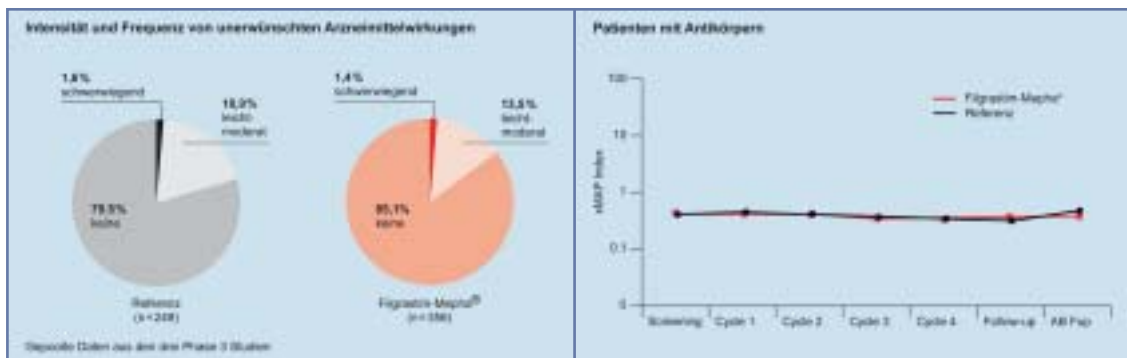 Intensität und Frequenz von unerwünschten Arzneimittelwirkungen
1,6%
schwerwiegend
18,9%
leicht-
moderat
79,5%
keine
Referenz
1,4%
schwerwiegend
13,5%
leicht-
moderat
85,1%
keine
Filgrastim-Mepha®
Gepoolte Daten aus den drei Phase 3 Studien
Patienten mit Antikörpern
Index
100
10
1
0.1
0
Filgrastim-Mepha®
Referenz
Screening
Cycle 1
Cycle 2
Cycle 3
Cycle 4
Follow-up